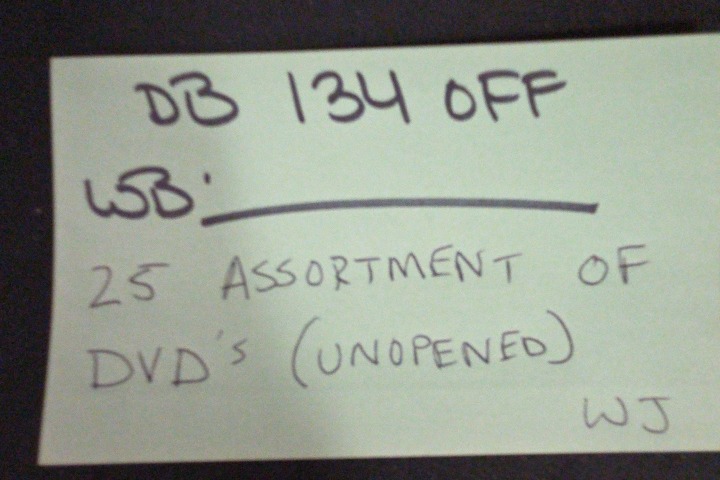 DB 134 OFF
WB:
25 ASSORTMENT OF
DVD's (UNOPENED)
WJ